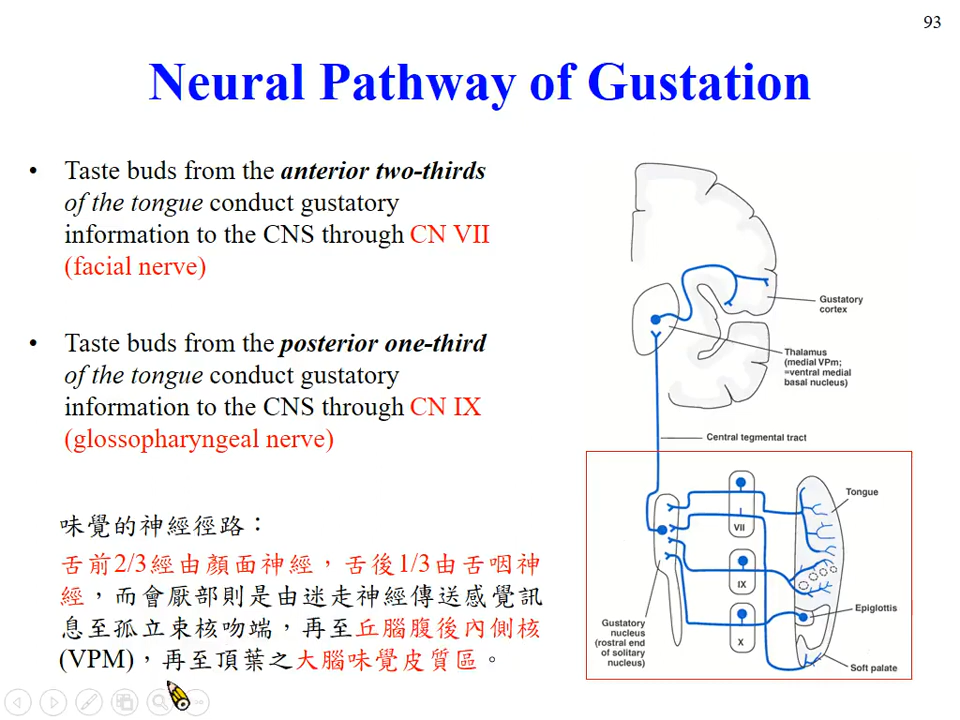 93
Neural Pathway of Gustation
• Taste buds from the anterior two-thirds
of the tongue conduct gustatory
information to the CNS through CN VII
(facial nerve)
• Taste buds from the posterior one-third
of the tongue conduct gustatory
information to the CNS through CN IX
(glossopharyngeal nerve)
味覺的神經徑路：
舌前2/3經由顏面神經，舌後1/3由舌咽神
經，而會厭部則是由迷走神經傳送感覺訊
息至孤立束核吻端，再至丘腦腹後內側核
(VPM)，再至頂葉之大腦味覺皮質區。
Gustatory
cortex
Thalamus
(medial VPm;
=ventral medial
basal nucleus)
Central tegmental tract
Tongue
I
VII
IX
Epiglottis
X
Gustatory
nucleus
(rostral end
of solitary
nucleus)
Soft palate